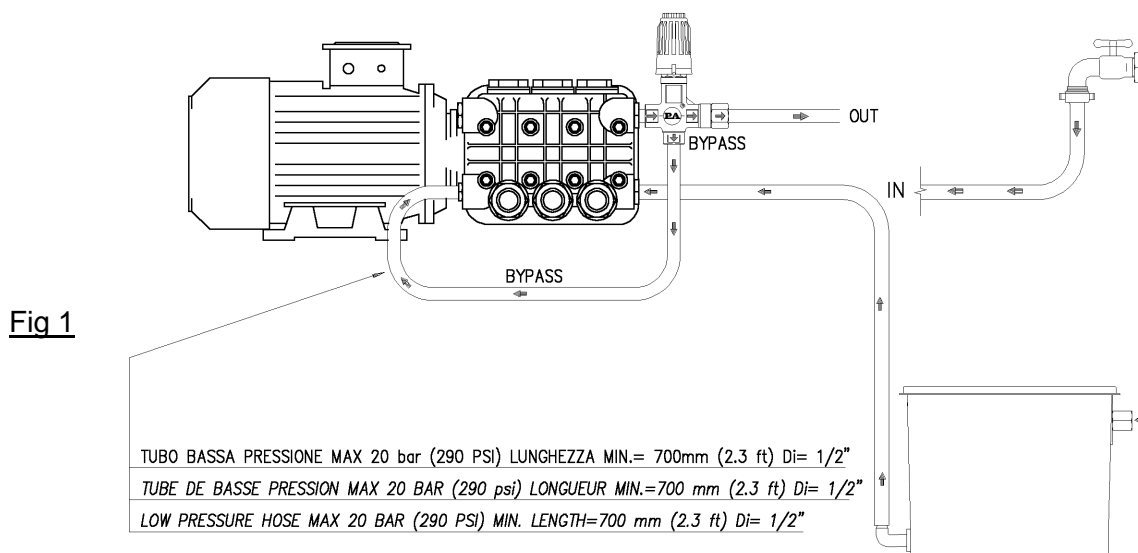 OUT
BYPASS
PA
IN
BYPASS
Fig 1
TUBO BASSA PRESSIONE MAX 20 bar (290 PSI) LUNGHEZZA MIN.= 700mm (2.3 ft) Di= 1/2"
TUBE DE BASSE PRESSION MAX 20 BAR (290 psi) LONGUEUR MIN.=700 mm (2.3 ft) Di= 1/2"
LOW PRESSURE HOSE MAX 20 BAR (290 PSI) MIN. LENGTH=700 mm (2.3 ft) Di= 1/2"